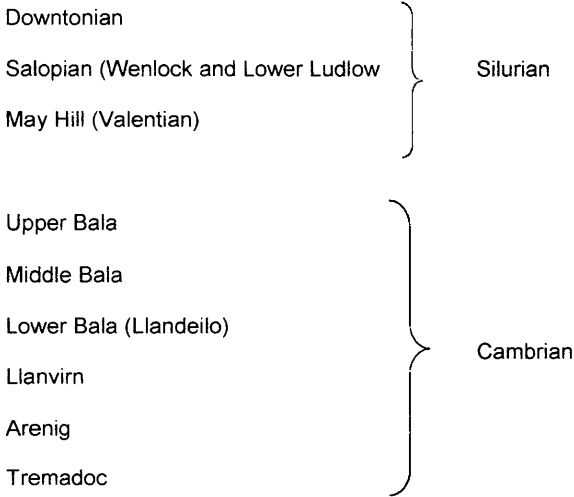 Downtonian
Salopian (Wenlock and Lower Ludlow
Silurian
May Hill (Valentian)
Upper Bala
Middle Bala
Lower Bala (Llandeilo)
Cambrian
Llanvirn
Arenig
Tremadoc